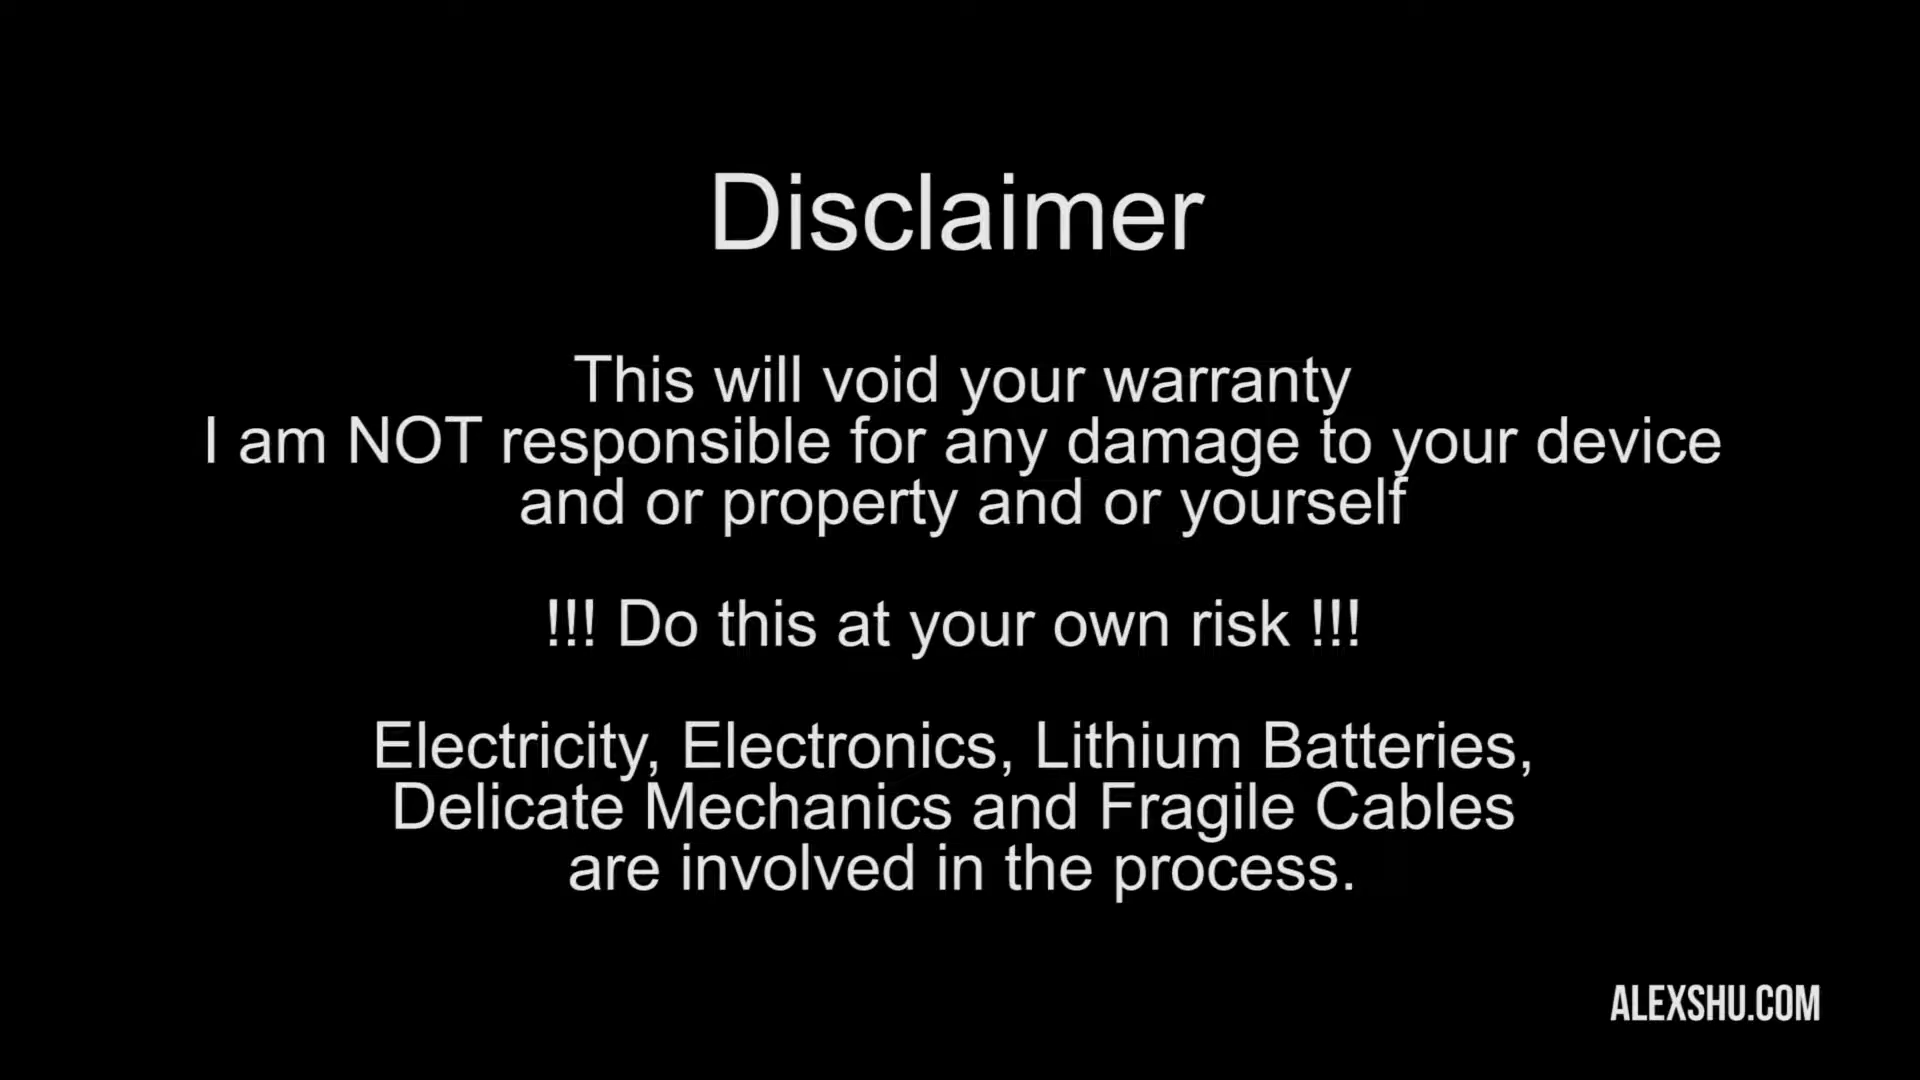 Disclaimer
This will void your warranty
I am NOT responsible for any damage to your device
and or property and or yourself
!!! Do this at your own risk !!!
Electricity, Electronics, Lithium Batteries,
Delicate Mechanics and Fragile Cables
are involved in the process.
ALEXSHU.COM